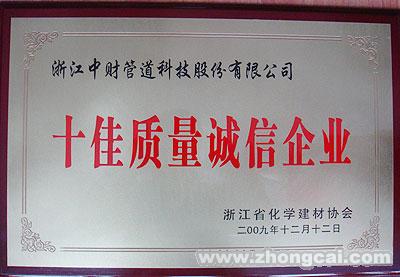 浙江中财管道科技股份有限公司
十佳质量诚信企业
浙江省化学建材协会
二00九年十二月十二日
www.zhongcai.com